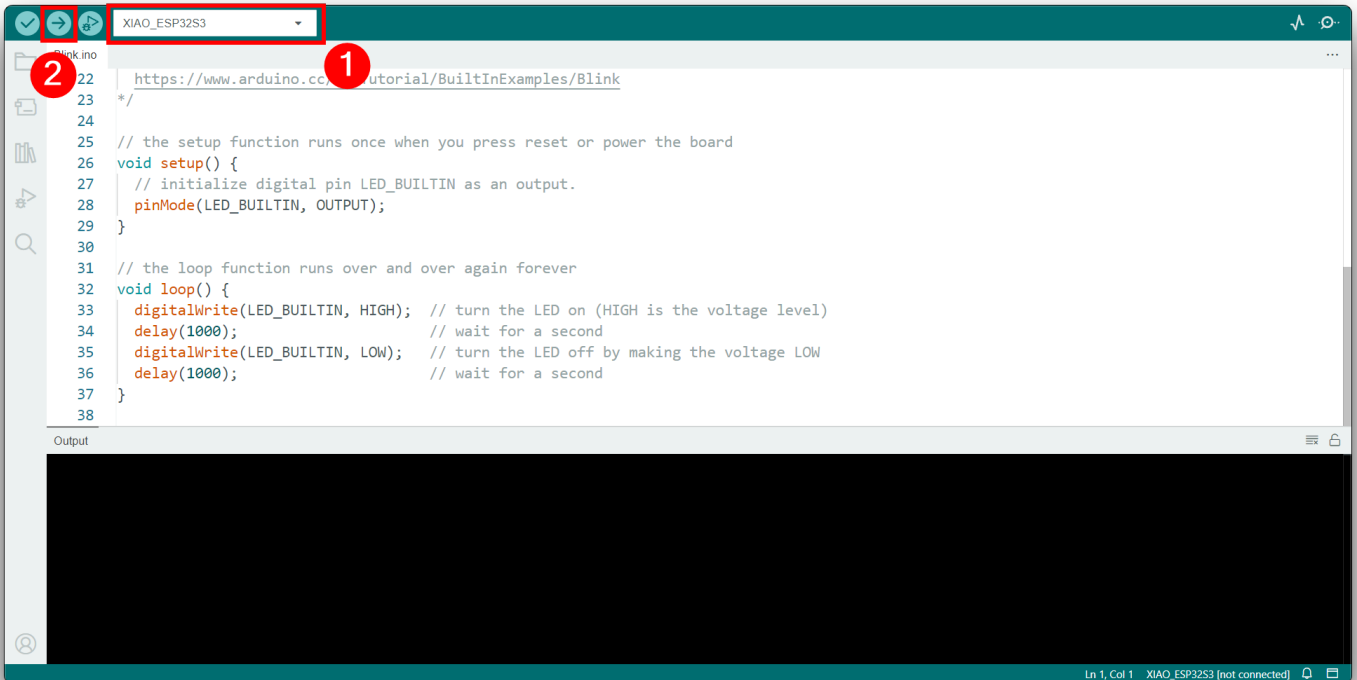 XIAO_ESP32S3
Blink.ino
2
1
22 https://www.arduino.cc/ utorial/BuiltInExamples/Blink
23 */
24
25 // the setup function runs once when you press reset or power the board
26 void setup() {
27 // initialize digital pin LED_BUILTIN as an output.
28 pinMode(LED_BUILTIN, OUTPUT);
29 }
30
31 // the loop function runs over and over again forever
32 void loop() {
33 digitalWrite(LED_BUILTIN, HIGH); // turn the LED on (HIGH is the voltage level)
34 delay(1000); // wait for a second
35 digitalWrite(LED_BUILTIN, LOW); // turn the LED off by making the voltage LOW
36 delay(1000); // wait for a second
37 }
38
Output
Ln 1, Col 1 XIAO_ESP32S3 [not connected]